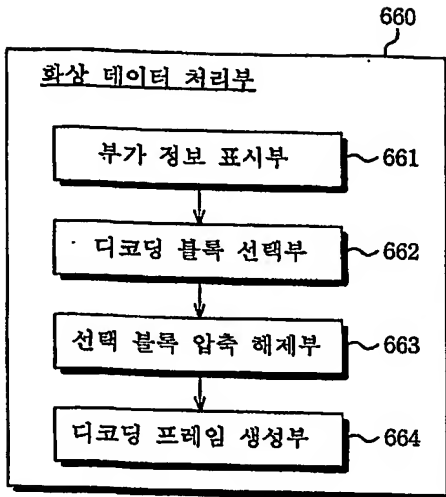 660
화상 데이터 처리부
부가 정보 표시부 661
디코딩 블록 선택부 662
선택 블록 압축 해제부 663
디코딩 프레임 생성부 664